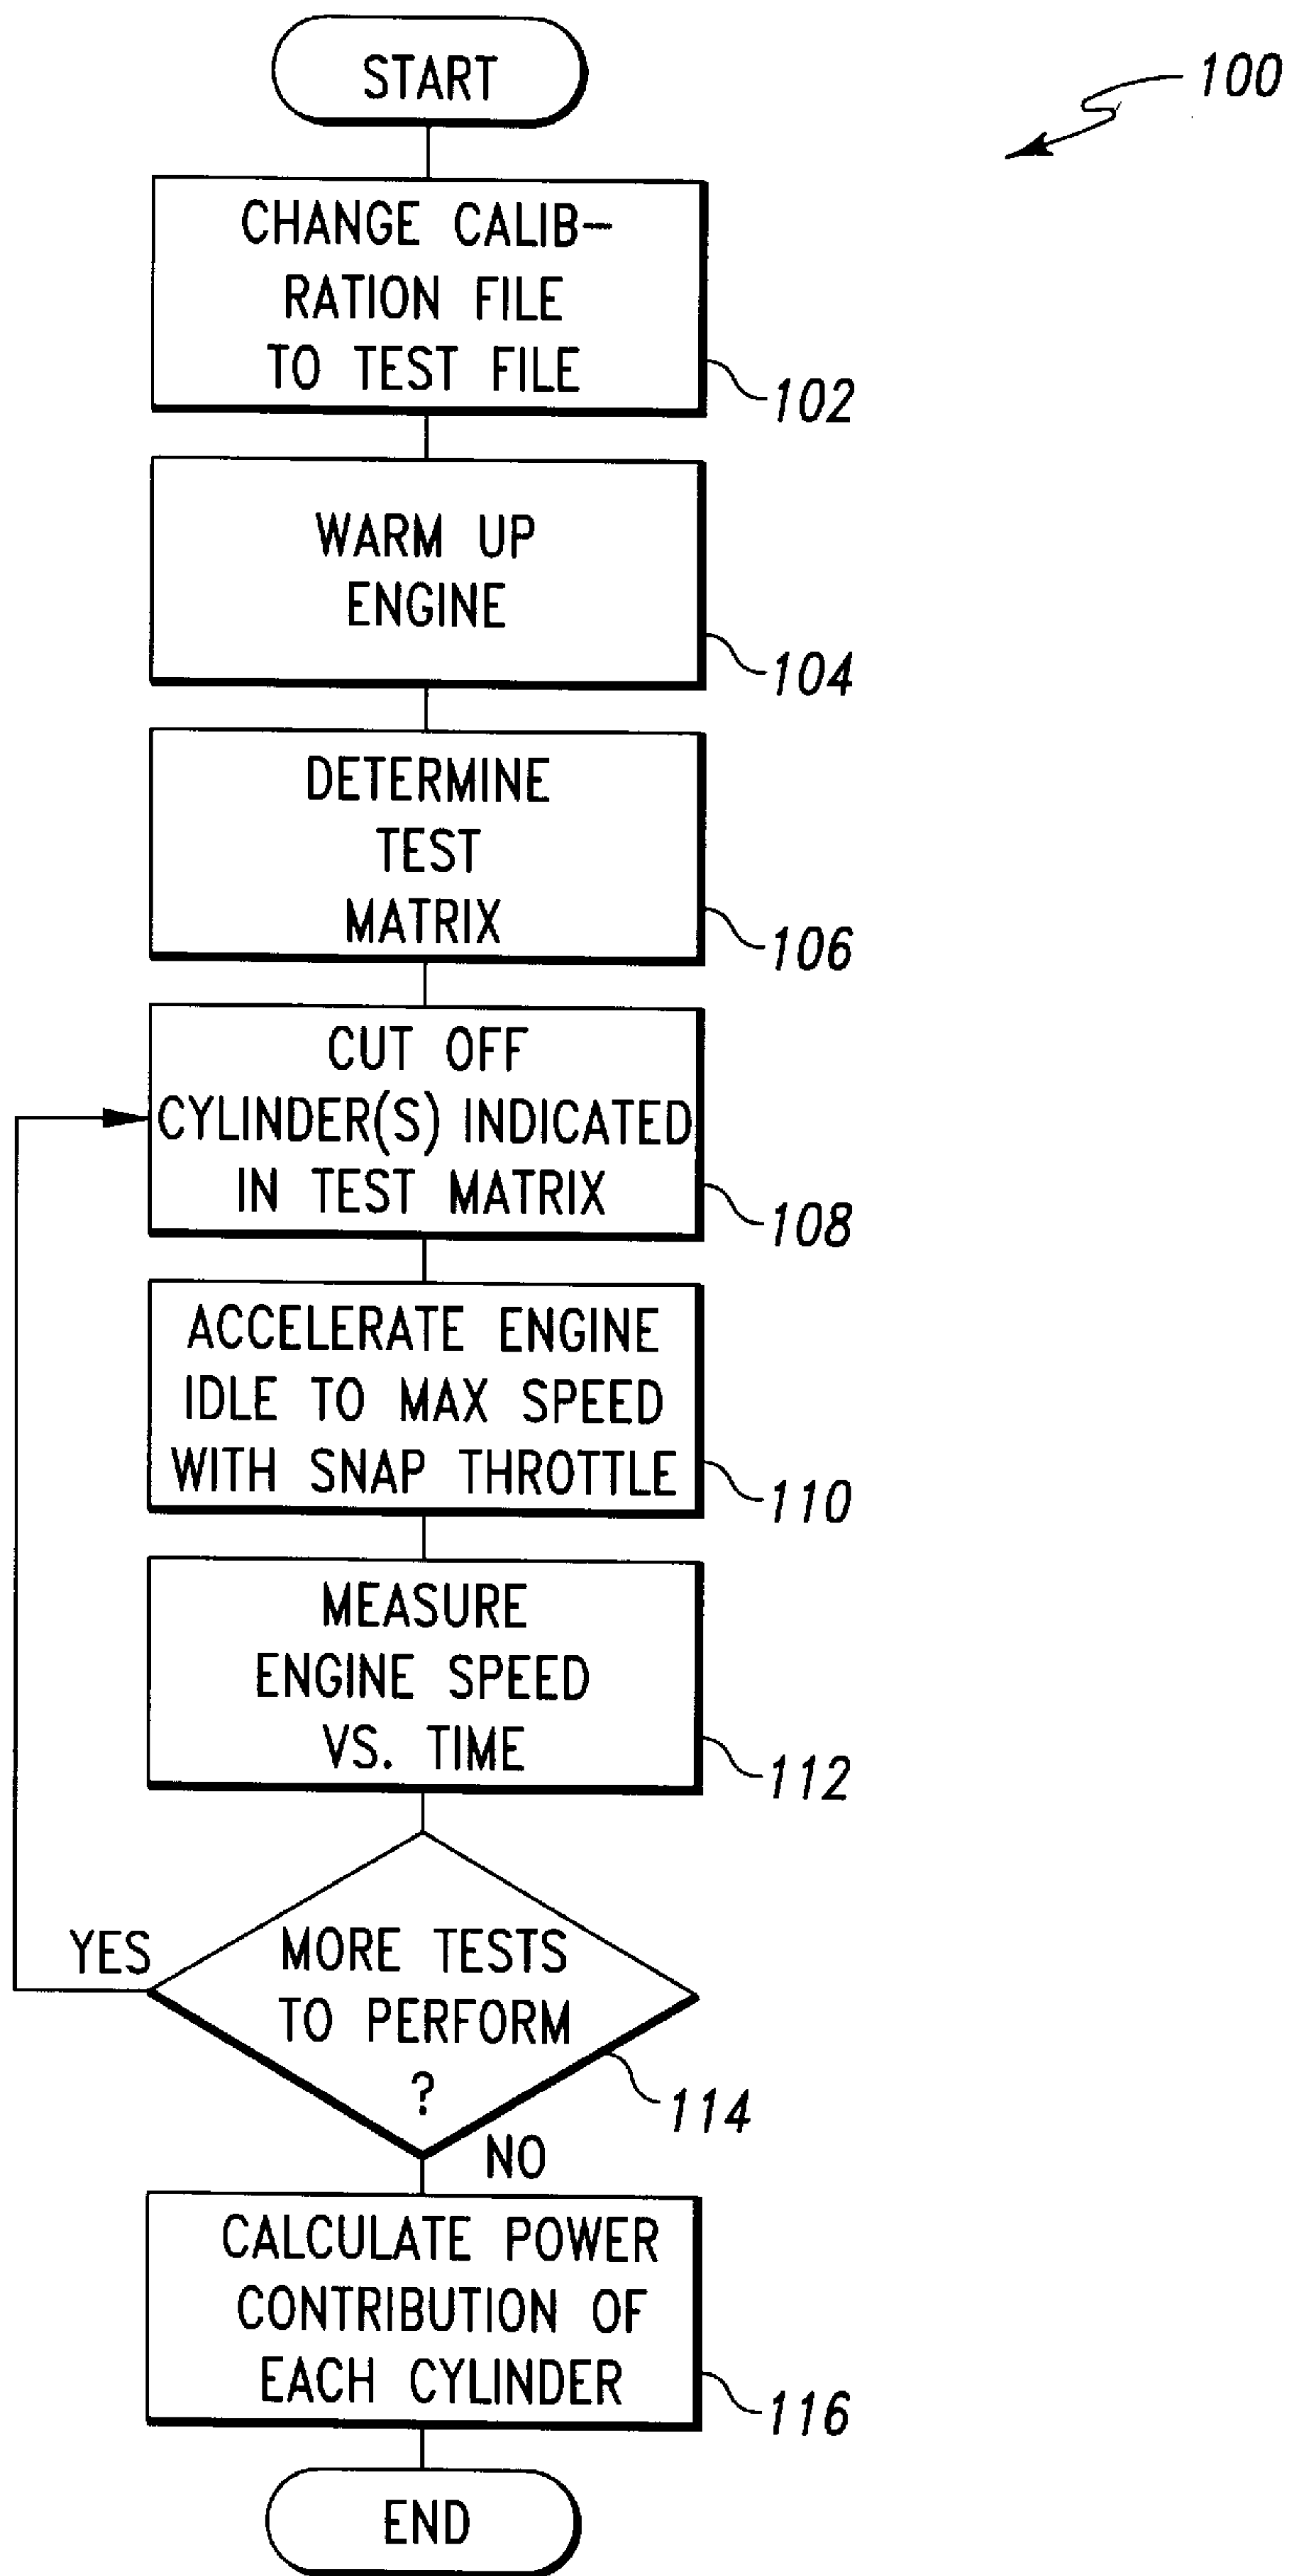 START
100
CHANGE CALIB-
RATION FILE
TO TEST FILE
102
WARM UP
ENGINE
104
DETERMINE
TEST
MATRIX
106
CUT OFF
CYLINDER(S) INDICATED
IN TEST MATRIX
108
ACCELERATE ENGINE
IDLE TO MAX SPEED
WITH SNAP THROTTLE
110
MEASURE
ENGINE SPEED
VS. TIME
112
YES
MORE TESTS
TO PERFORM
?
114
NO
CALCULATE POWER
CONTRIBUTION OF
EACH CYLINDER
116
END